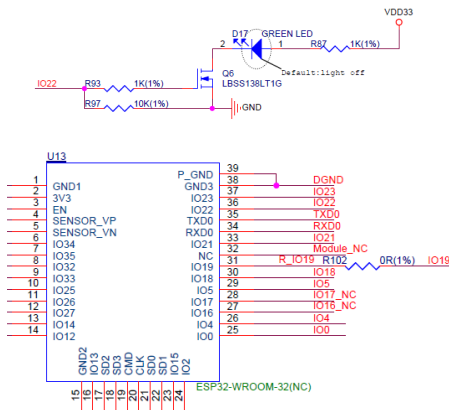 VDD33
D17 GREEN LED
2 1 R87 1K(1%)
Default:light off
Q6
LBSS138LT1G
IO22 R93 1K(1%)
R97 10K(1%)
GND
U13
1 GND1
2 3V3
3 EN
4 SENSOR_VP
5 SENSOR_VN
6 IO34
7 IO35
8 IO32
9 IO33
10 IO25
11 IO26
12 IO27
13 IO14
14 IO12
P_GND 39
GND3 38 DGND
IO23 37 IO23
IO22 36 IO22
TXD0 35 TXD0
RXD0 34 RXD0
IO21 33 IO21
NC 32 Module_NC
IO19 31 R_IO19 R102 0R(1%) IO19
IO18 30 IO18
IO5 29 IO5
IO17 28 IO17_NC
IO16 27 IO16_NC
IO4 26 IO4
IO0 25 IO0
GND2 IO13 SD2 SD3 CMD CLK SD0 SD1 IO15 IO2
15 16 17 18 19 20 21 22 23 24
ESP32-WROOM-32(NC)